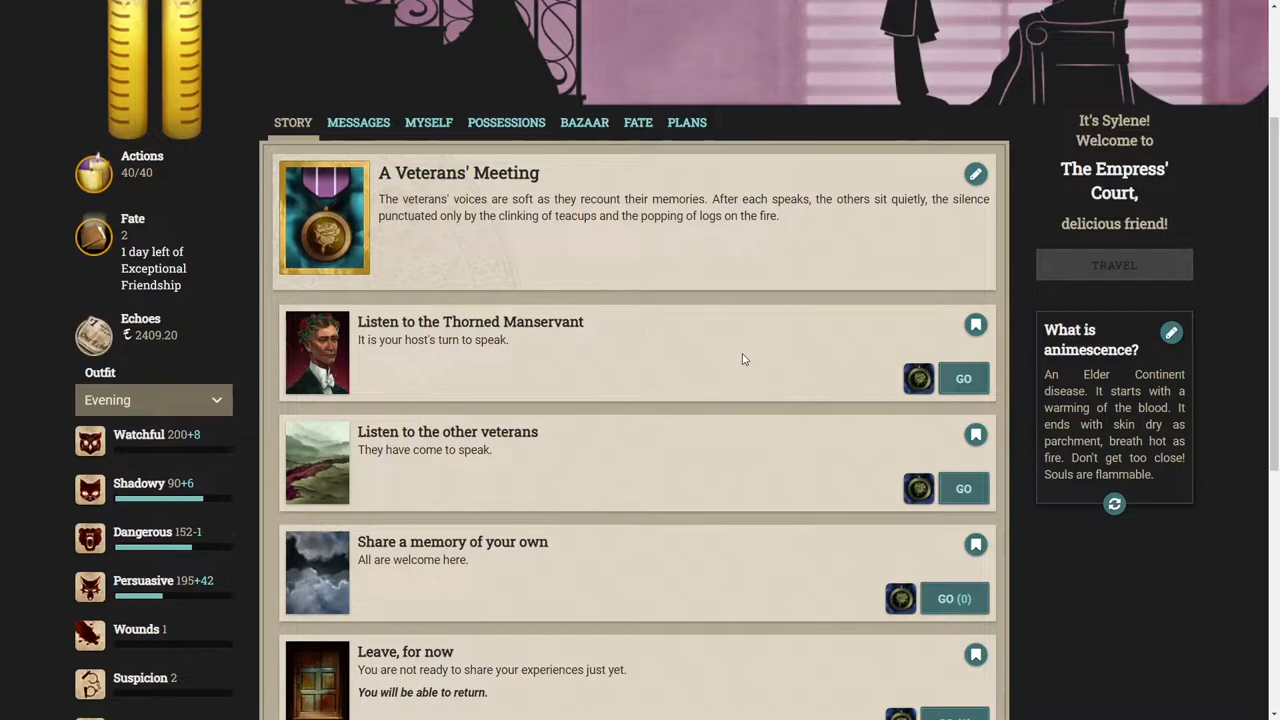 STORY
MESSAGES
MYSELF
POSSESSIONS
BAZAAR
FATE
PLANS
Actions
40/40
Fate
2
1 day left of
Exceptional
Friendship
Echoes
2409.20
Outfit
Evening
Watchful 200+8
Shadowy 90+6
Dangerous 152-1
Persuasive 195+42
Wounds 1
Suspicion 2
A Veterans' Meeting
The veterans' voices are soft as they recount their memories. After each speaks, the others sit quietly, the silence
punctuated only by the clinking of teacups and the popping of logs on the fire.
Listen to the Thorned Manservant
It is your host's turn to speak.
GO
Listen to the other veterans
They have come to speak.
GO
Share a memory of your own
All are welcome here.
GO (0)
Leave, for now
You are not ready to share your experiences just yet.
You will be able to return.
It's Sylene!
Welcome to
The Empress'
Court,
delicious friend!
TRAVEL
What is
animescence?
An Elder Continent
disease. It starts with a
warming of the blood. It
ends with skin dry as
parchment, breath hot as
fire. Don't get too close!
Souls are flammable.